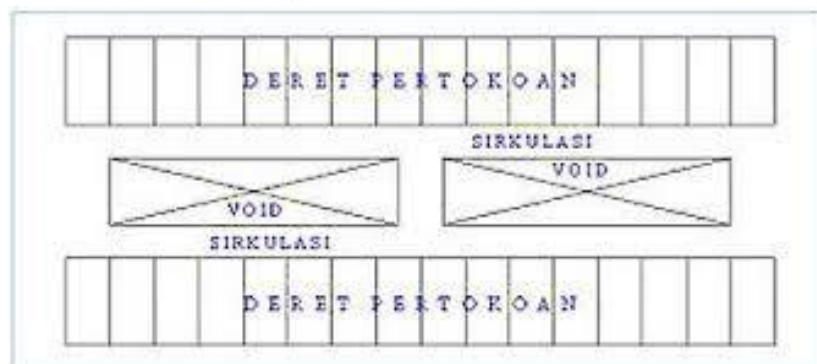 DERET PERTOKOAN
SIRKULASI
VOID
VOID
SIRKULASI
DERET PERTOKOAN